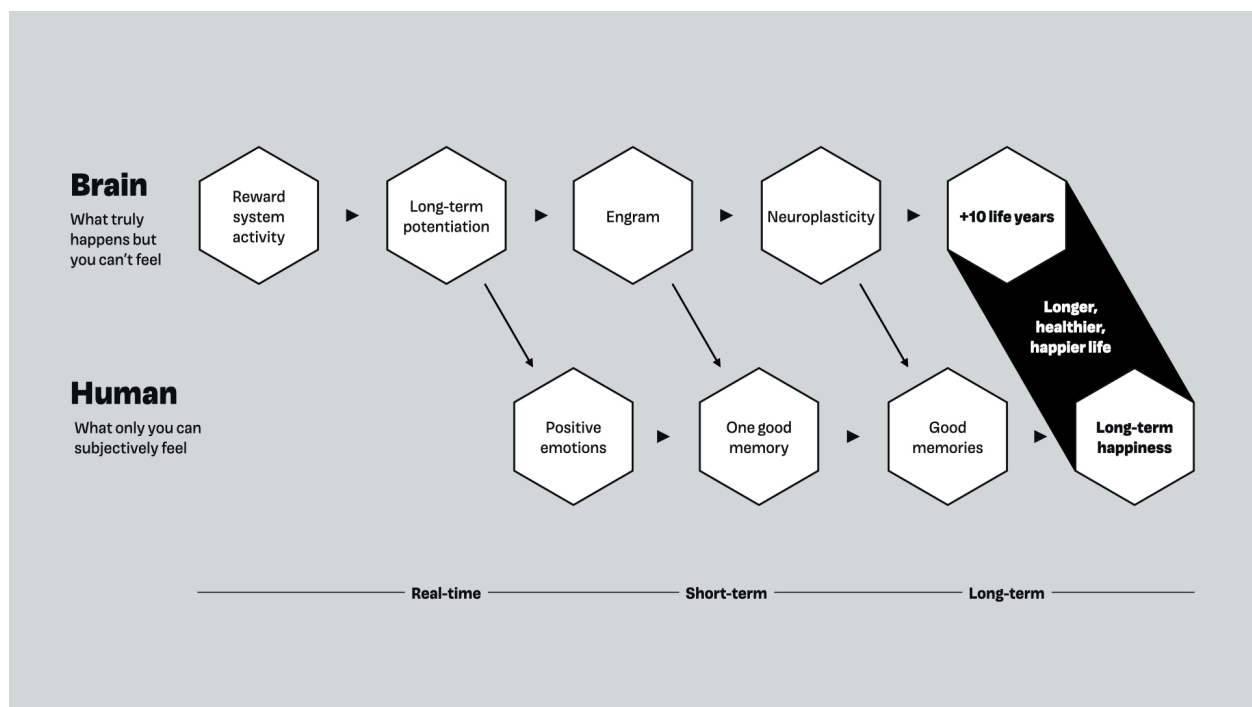 Brain
What truly
happens but
you can't feel
Reward
system
activity
Long-term
potentiation
Engram
Neuroplasticity
+10 life years
Longer,
healthier,
happier life
Human
What only you can
subjectively feel
Positive
emotions
One good
memory
Good
memories
Long-term
happiness
Real-time
Short-term
Long-term